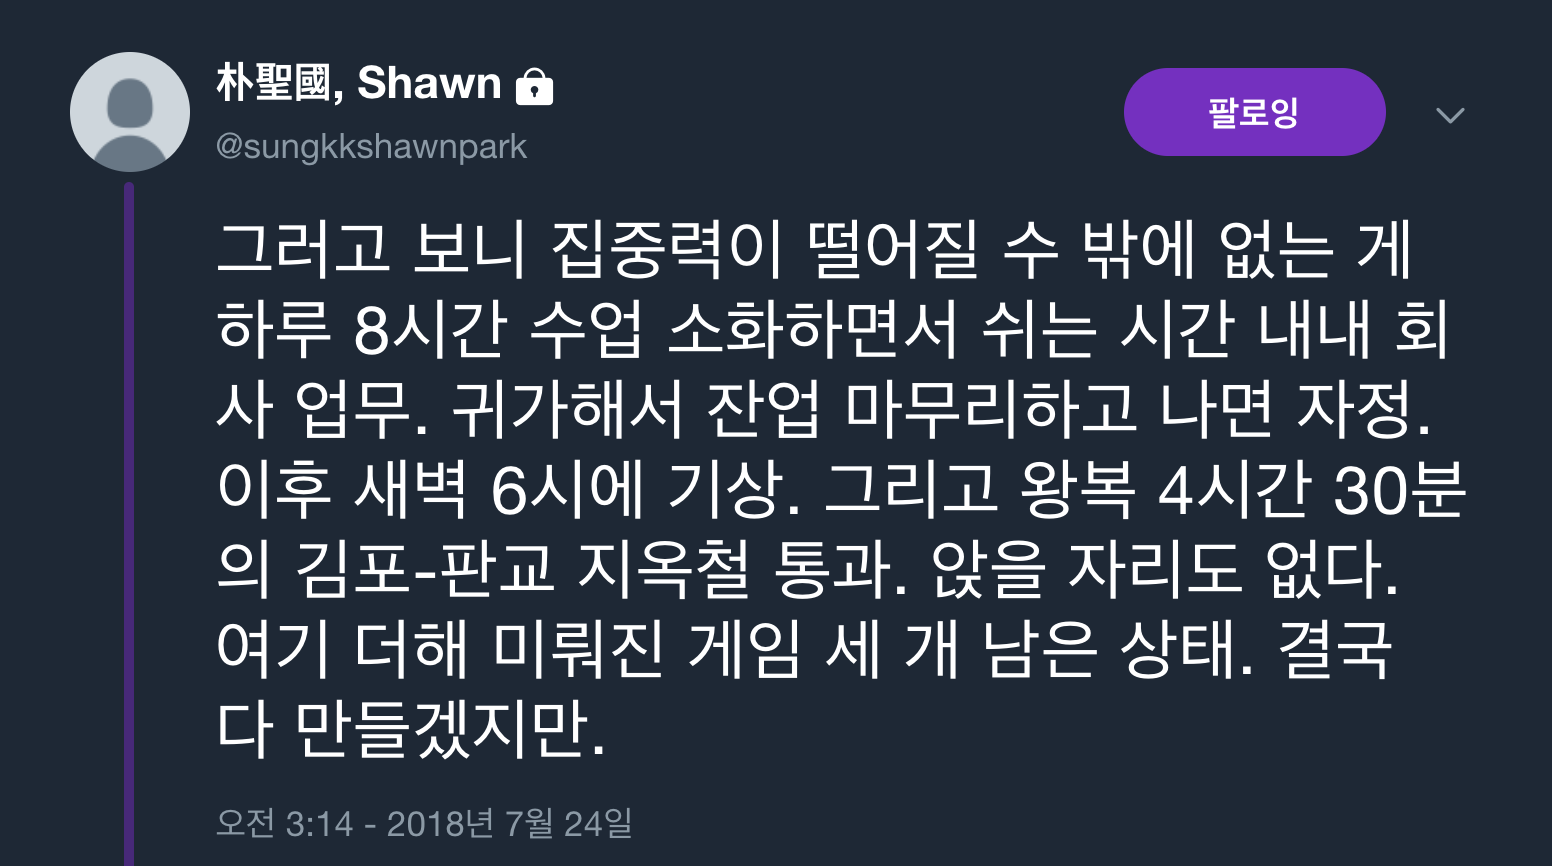 朴聖國, Shawn
@sungkkshawnpark
팔로잉
그러고 보니 집중력이 떨어질 수 밖에 없는 게
하루 8시간 수업 소화하면서 쉬는 시간 내내 회
사 업무. 귀가해서 잔업 마무리하고 나면 자정.
이후 새벽 6시에 기상. 그리고 왕복 4시간 30분
의 김포-판교 지옥철 통과. 앉을 자리도 없다.
여기 더해 미뤄진 게임 세 개 남은 상태. 결국
다 만들겠지만.
오전 3:14 - 2018년 7월 24일